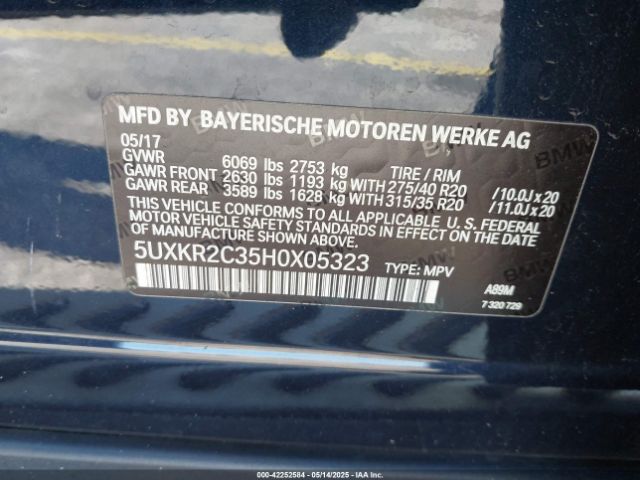 MFD BY BAYERISCHE MOTOREN WERKE AG
05/17
GVWR 6069 lbs 2753 kg TIRE / RIM
GAWR FRONT 2630 lbs 1193 kg WITH 275/40 R20 / 10.0J x 20
GAWR REAR 3589 lbs 1628 kg WITH 315/35 R20 / 11.0J x 20
THIS VEHICLE CONFORMS TO ALL APPLICABLE U. S. FEDERAL
MOTOR VEHICLE SAFETY STANDARDS IN EFFECT ON THE DATE
OF MANUFACTURE SHOWN ABOVE.
5UXKR2C35H0X05323 TYPE: MPV
A89M
7 320 729
000-42252584 - 05/14/2025 - IAA Inc.